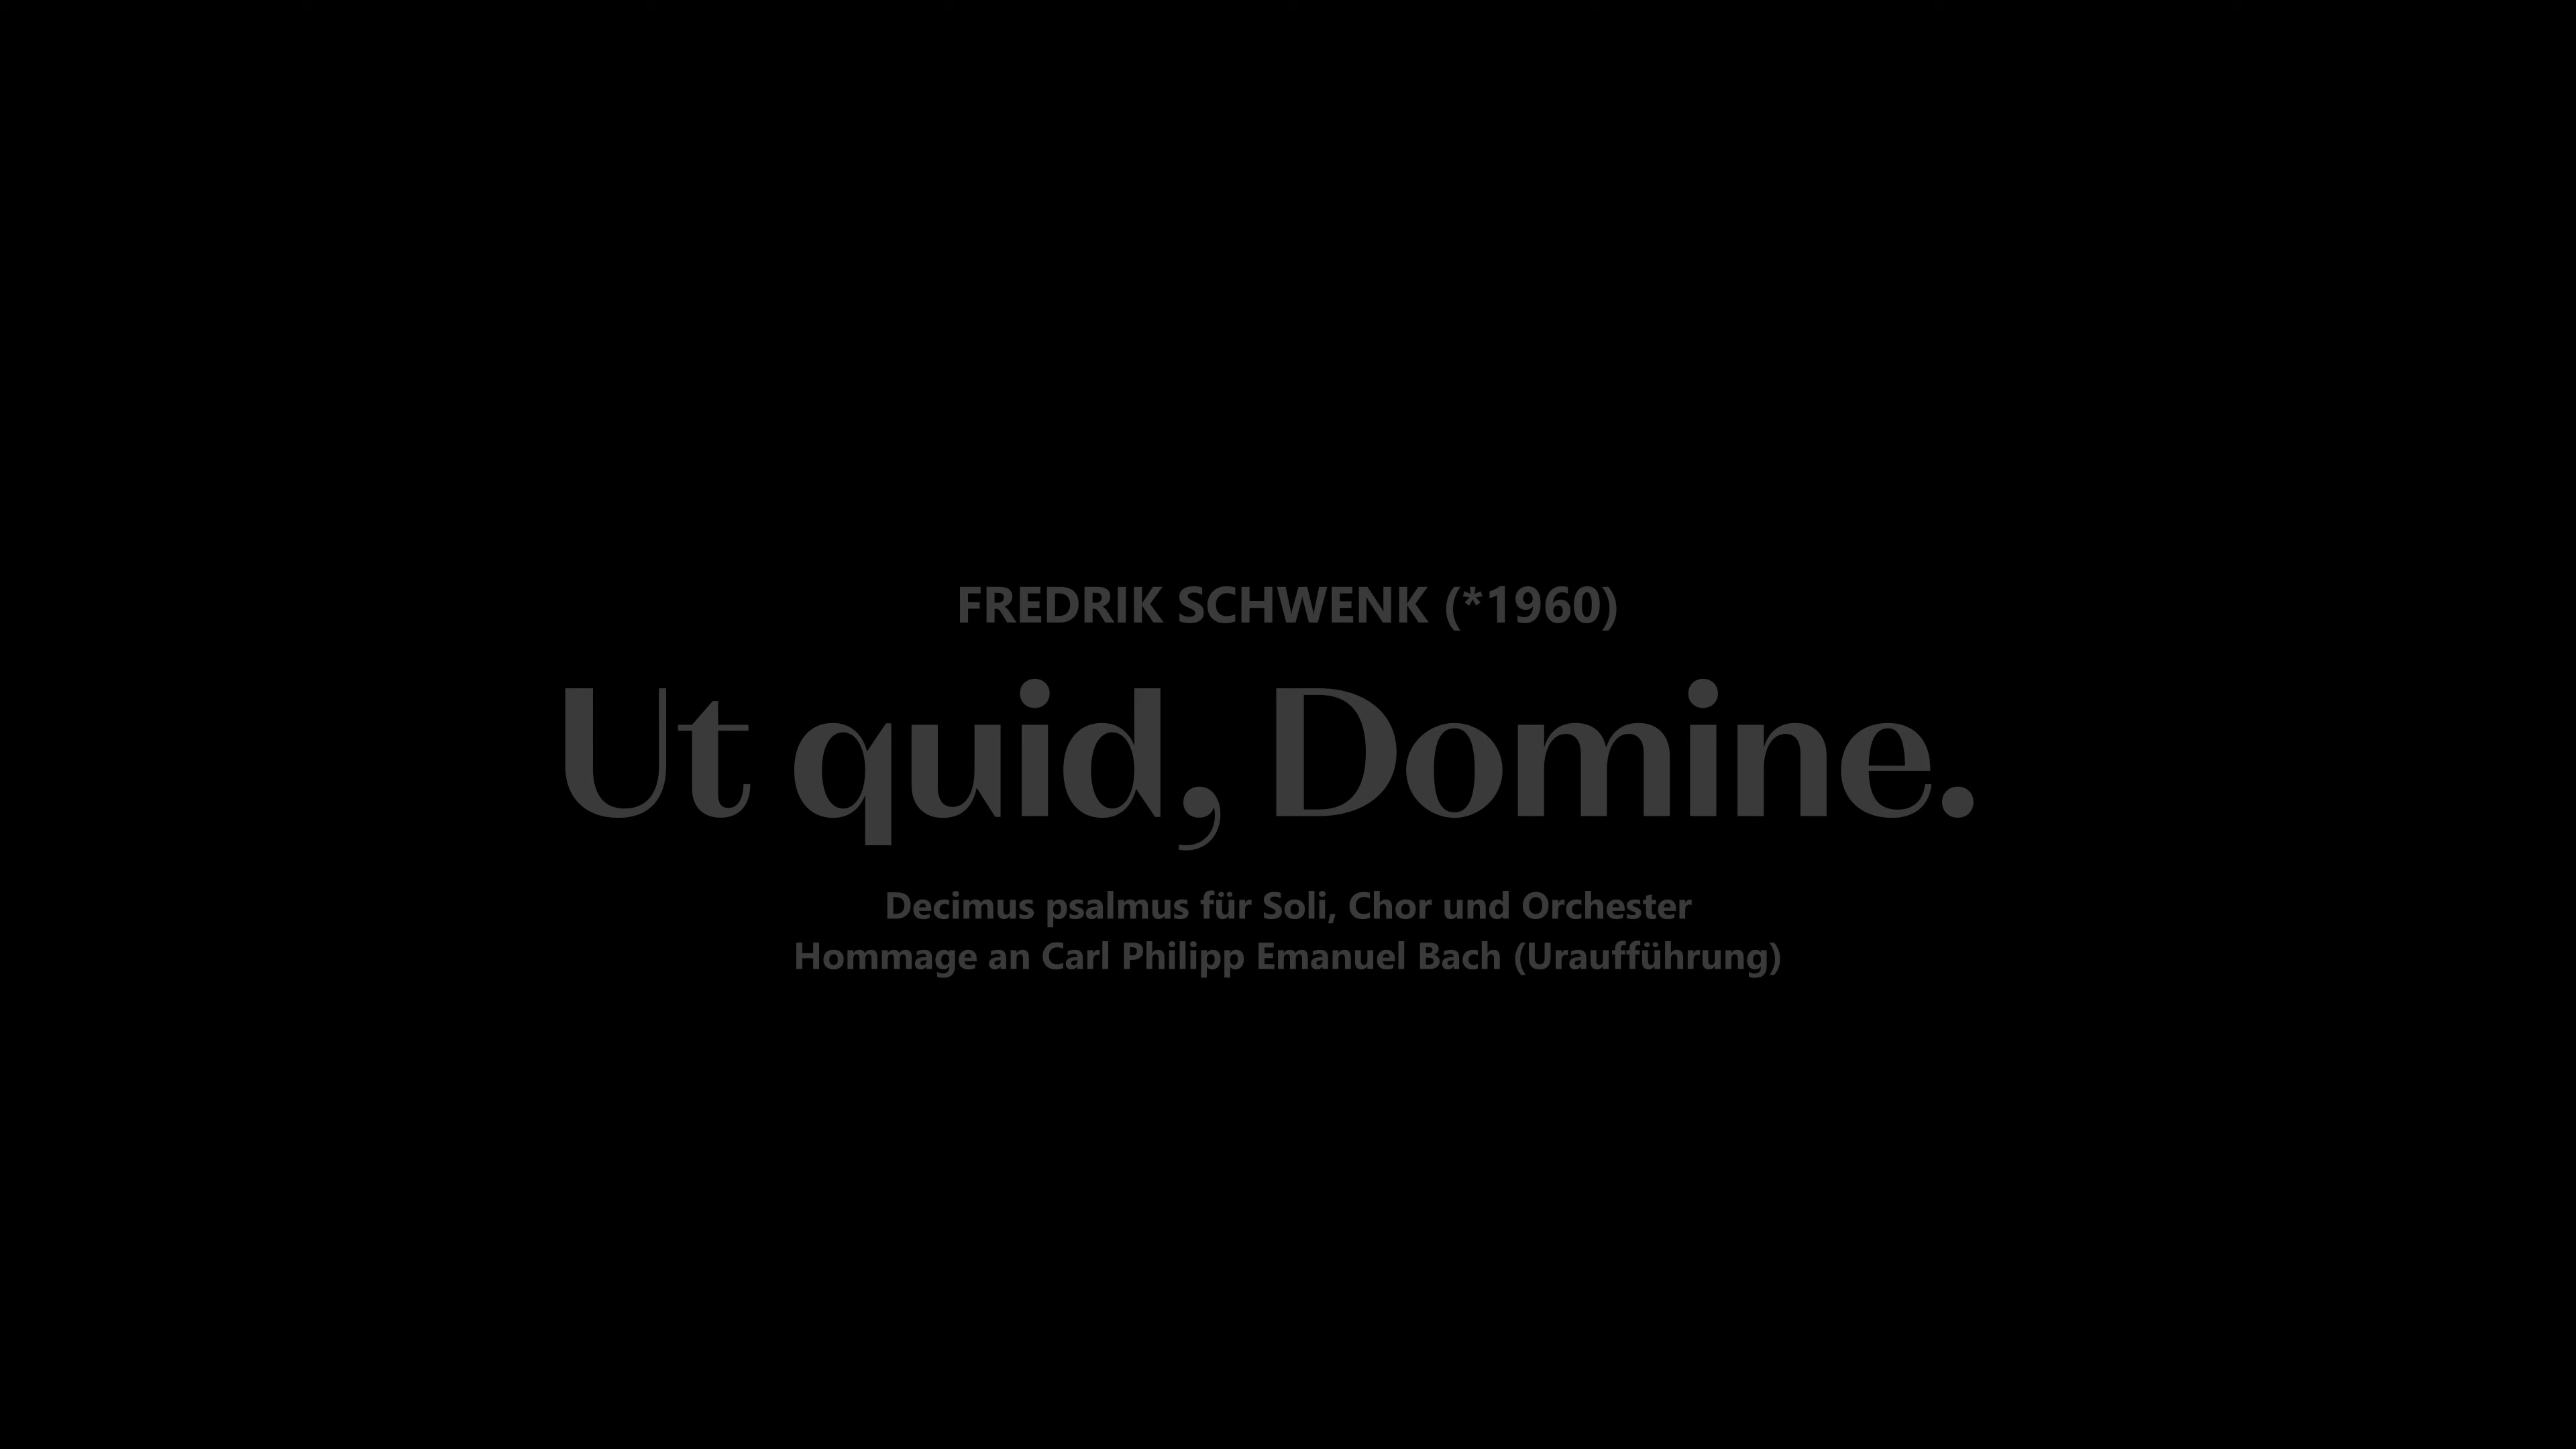 FREDRIK SCHWENK (*1960)
Ut quid, Domine.
Decimus psalmus für Soli, Chor und Orchester
Hommage an Carl Philipp Emanuel Bach (Uraufführung)